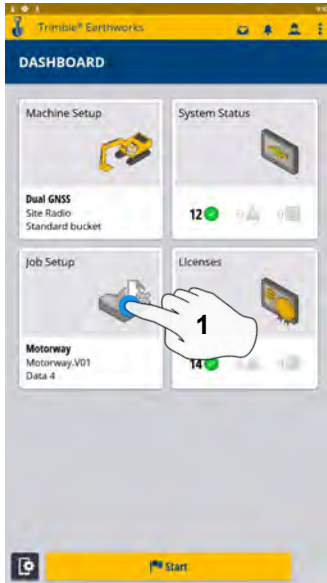 Trimble® Earthworks
DASHBOARD
Machine Setup
System Status
Dual GNSS
Site Radio
Standard bucket
12
Job Setup
Licenses
1
Motorway
Motorway.V01
Data 4
14
Start